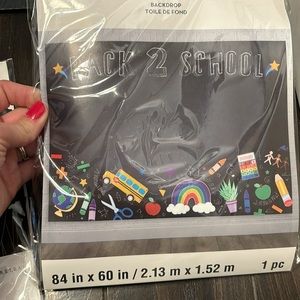 BACKDROP
TOILE DE FOND
BACK 2 SCHOOL
84 in x 60 in / 2.13 m x 1.52 m
1 pc